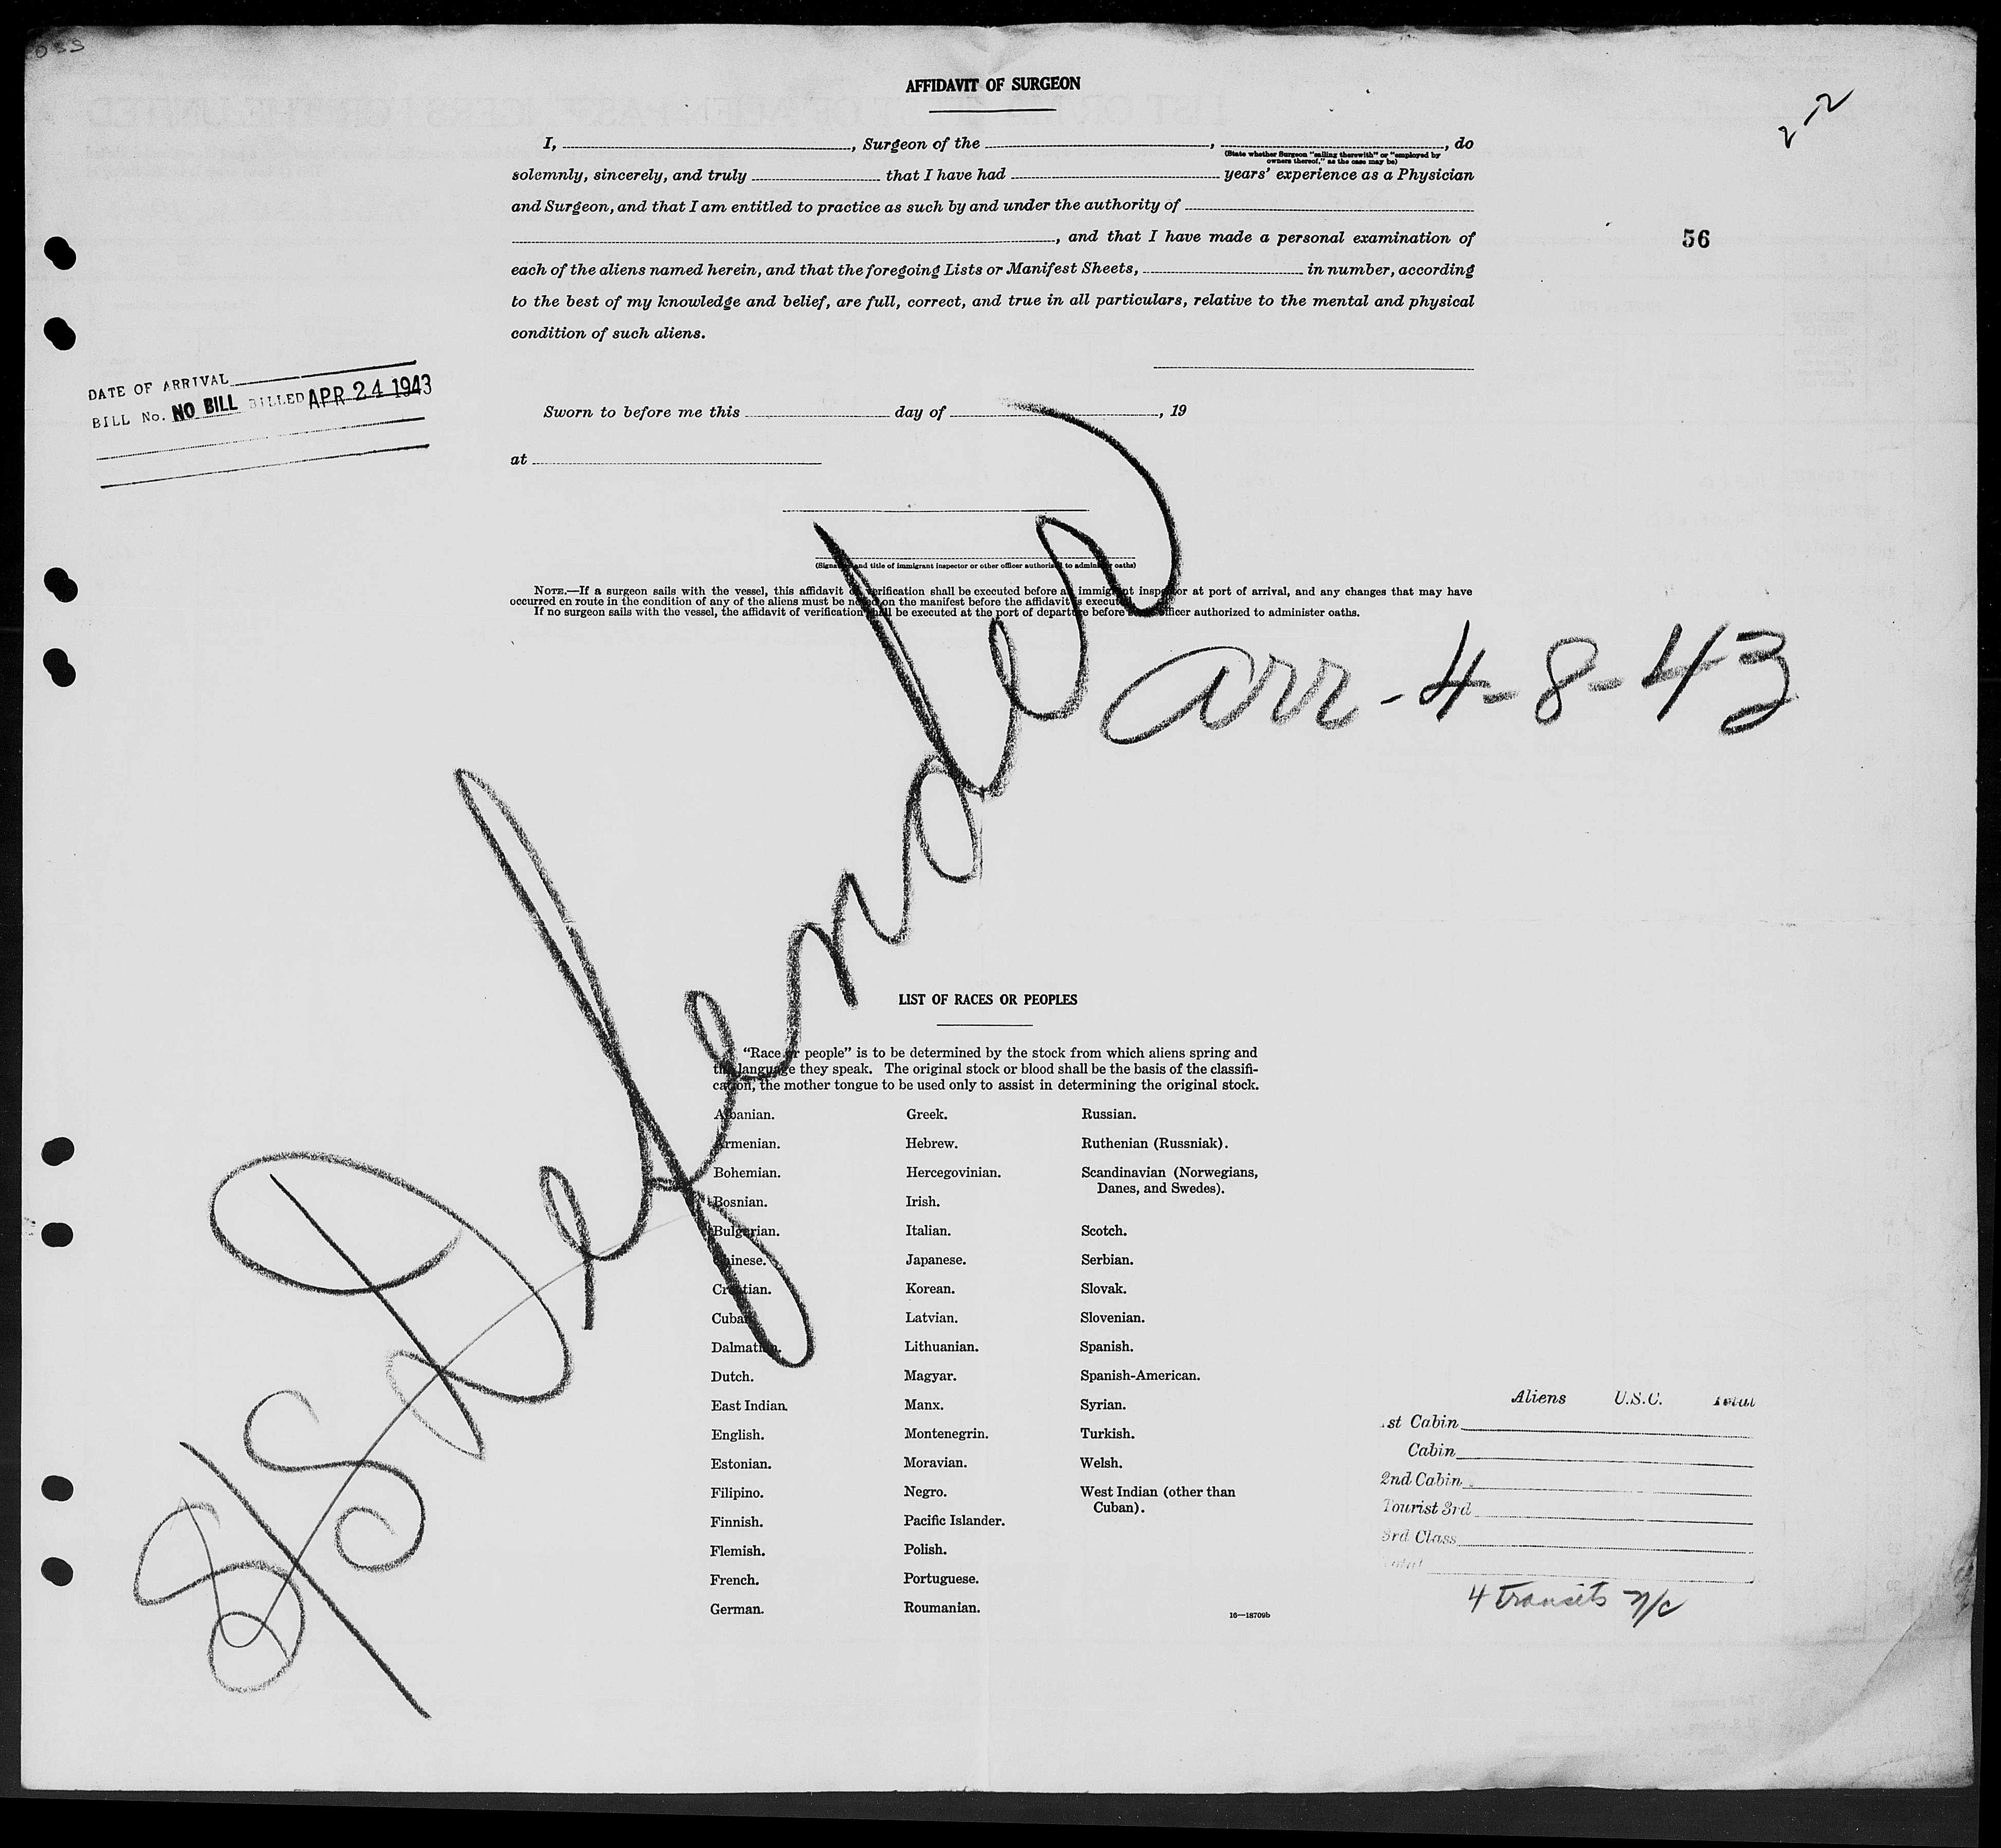 AFFIDAVIT OF SURGEON
2-2
I, , Surgeon of the , , do
(State whether Surgeon "sailing therewith" or "employed by
owners thereof," as the case may be)
solemnly, sincerely, and truly that I have had years' experience as a Physician
and Surgeon, and that I am entitled to practice as such by and under the authority of
, and that I have made a personal examination of
56
each of the aliens named herein, and that the foregoing Lists or Manifest Sheets, in number, according
to the best of my knowledge and belief, are full, correct, and true in all particulars, relative to the mental and physical
condition of such aliens.
DATE OF ARRIVAL
BILL No. NO BILL BILLED APR 24 1943
Sworn to before me this day of , 19
at
(Signature and title of immigrant inspector or other officer authorized to administer oaths)
NOTE.—If a surgeon sails with the vessel, this affidavit of verification shall be executed before an immigrant inspector at port of arrival, and any changes that may have
occurred en route in the condition of any of the aliens must be noted on the manifest before the affidavit is executed.
If no surgeon sails with the vessel, the affidavit of verification shall be executed at the port of departure before officer authorized to administer oaths.
S/S Defender
arr - 4-8-43
LIST OF RACES OR PEOPLES
"Race or people" is to be determined by the stock from which aliens spring and
the language they speak. The original stock or blood shall be the basis of the classifi-
cation, the mother tongue to be used only to assist in determining the original stock.
Albanian.
Armenian.
Bohemian.
Bosnian.
Bulgarian.
Chinese.
Croatian.
Cuban.
Dalmatian.
Dutch.
East Indian.
English.
Estonian.
Filipino.
Finnish.
Flemish.
French.
German.
Greek.
Hebrew.
Hercegovinian.
Irish.
Italian.
Japanese.
Korean.
Latvian.
Lithuanian.
Magyar.
Manx.
Montenegrin.
Moravian.
Negro.
Pacific Islander.
Polish.
Portuguese.
Roumanian.
Russian.
Ruthenian (Russniak).
Scandinavian (Norwegians,
Danes, and Swedes).
Scotch.
Serbian.
Slovak.
Slovenian.
Spanish.
Spanish-American.
Syrian.
Turkish.
Welsh.
West Indian (other than
Cuban).
16—18709b
Aliens U.S.C. Total
1st Cabin
Cabin
2nd Cabin
Tourist 3rd
3rd Class
Total
4 transits n/c